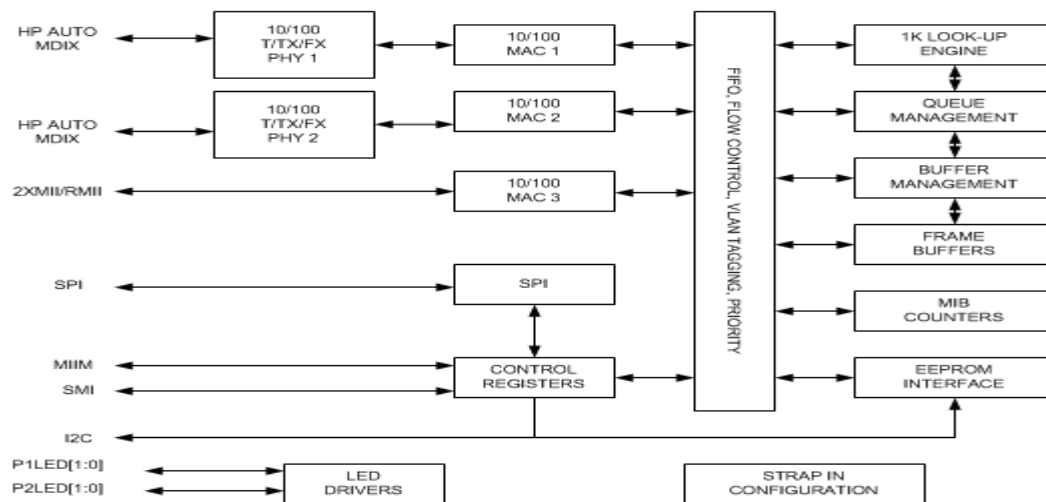 HP AUTO
MDIX
10/100
T/TX/FX
PHY 1
10/100
MAC 1
1K LOOK-UP
ENGINE
HP AUTO
MDIX
10/100
T/TX/FX
PHY 2
10/100
MAC 2
QUEUE
MANAGEMENT
2XMII/RMII
10/100
MAC 3
FIFO, FLOW CONTROL, VLAN TAGGING, PRIORITY
BUFFER
MANAGEMENT
FRAME
BUFFERS
SPI
SPI
MIB
COUNTERS
MIIM
SMI
CONTROL
REGISTERS
EEPROM
INTERFACE
I2C
P1LED[1:0]
P2LED[1:0]
LED
DRIVERS
STRAP IN
CONFIGURATION